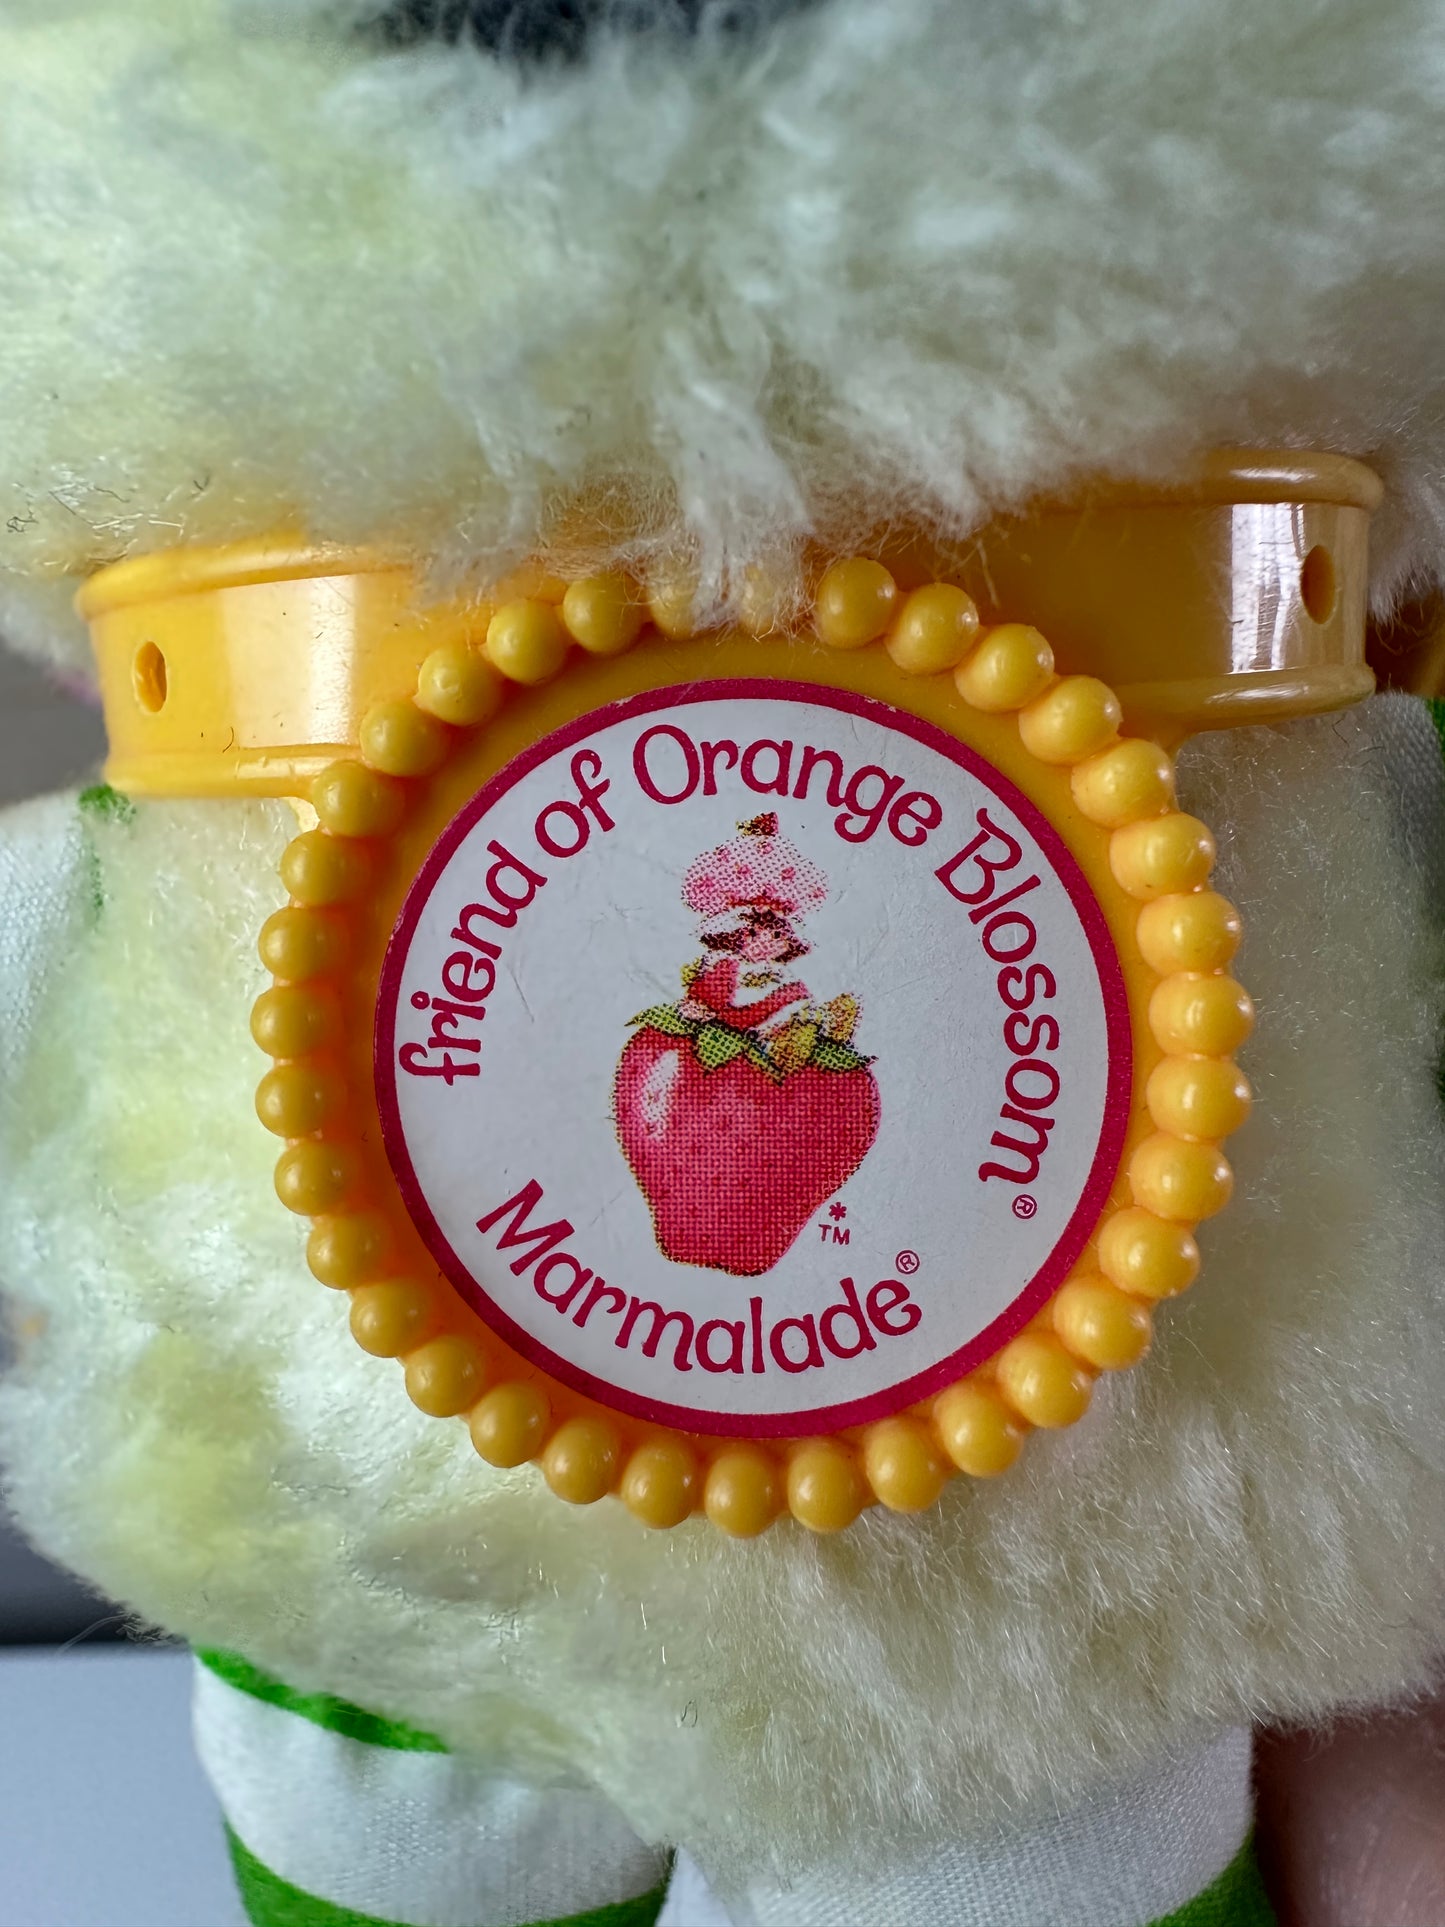 friend of Orange Blossom®
*
TM
Marmalade®